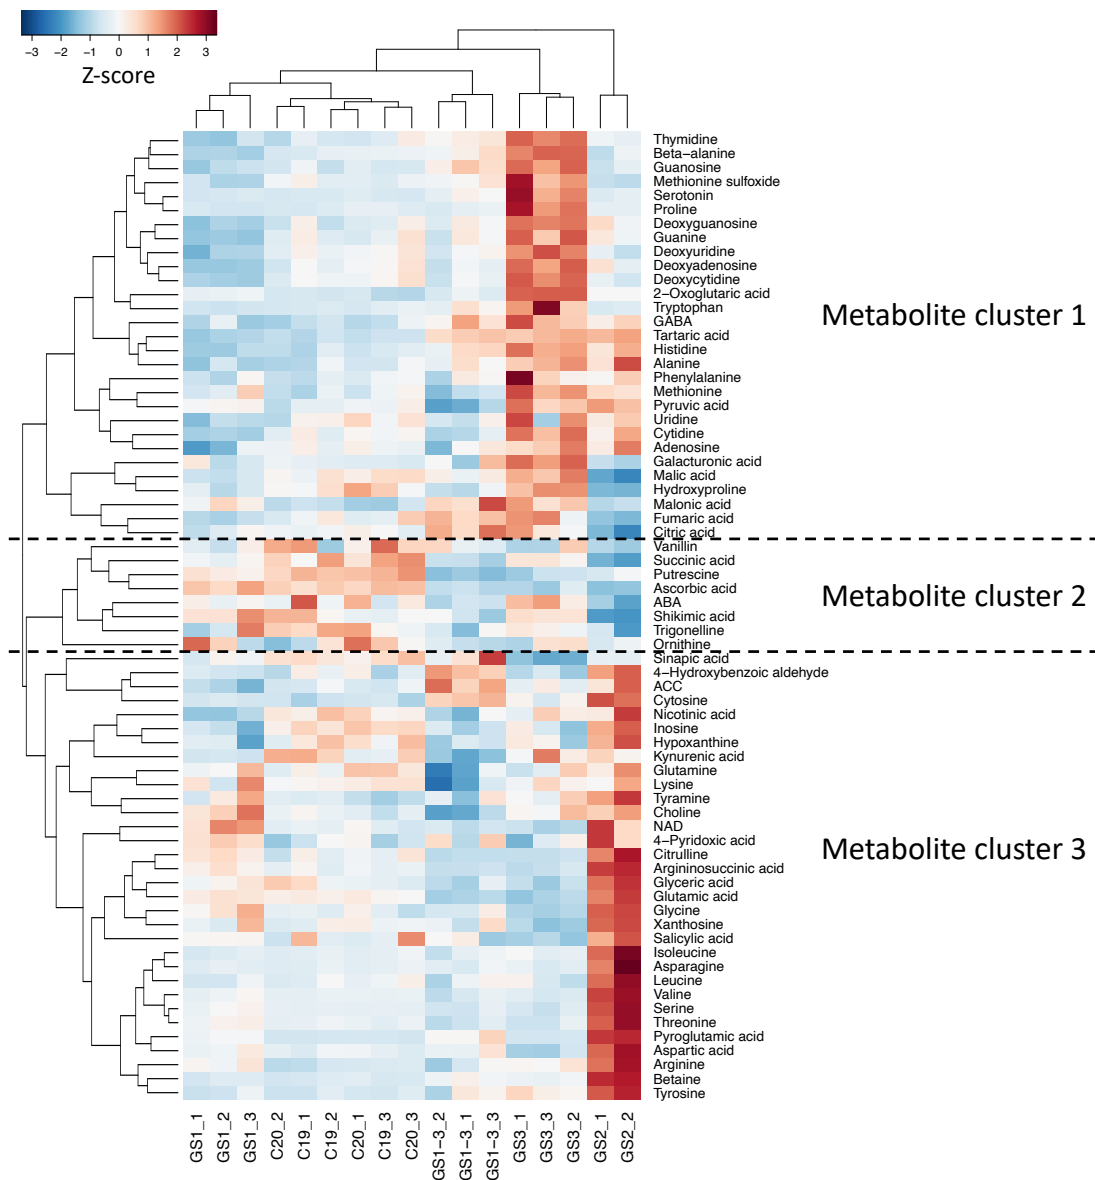 −3 −2 −1 0 1 2 3
Z-score
Thymidine
Beta−alanine
Guanosine
Methionine sulfoxide
Serotonin
Proline
Deoxyguanosine
Guanine
Deoxyuridine
Deoxyadenosine
Deoxycytidine
2−Oxoglutaric acid
Tryptophan
GABA
Tartaric acid
Histidine
Alanine
Phenylalanine
Methionine
Pyruvic acid
Uridine
Cytidine
Adenosine
Galacturonic acid
Malic acid
Hydroxyproline
Malonic acid
Fumaric acid
Citric acid
Metabolite cluster 1
Vanillin
Succinic acid
Putrescine
Ascorbic acid
ABA
Shikimic acid
Trigonelline
Ornithine
Metabolite cluster 2
Sinapic acid
4−Hydroxybenzoic aldehyde
ACC
Cytosine
Nicotinic acid
Inosine
Hypoxanthine
Kynurenic acid
Glutamine
Lysine
Tyramine
Choline
NAD
4−Pyridoxic acid
Citrulline
Argininosuccinic acid
Glyceric acid
Glutamic acid
Glycine
Xanthosine
Salicylic acid
Isoleucine
Asparagine
Leucine
Valine
Serine
Threonine
Pyroglutamic acid
Aspartic acid
Arginine
Betaine
Tyrosine
Metabolite cluster 3
GS1_1
GS1_2
GS1_3
C20_2
C19_1
C19_2
C20_1
C19_3
C20_3
GS1−3_2
GS1−3_1
GS1−3_3
GS3_1
GS3_3
GS3_2
GS2_1
GS2_2